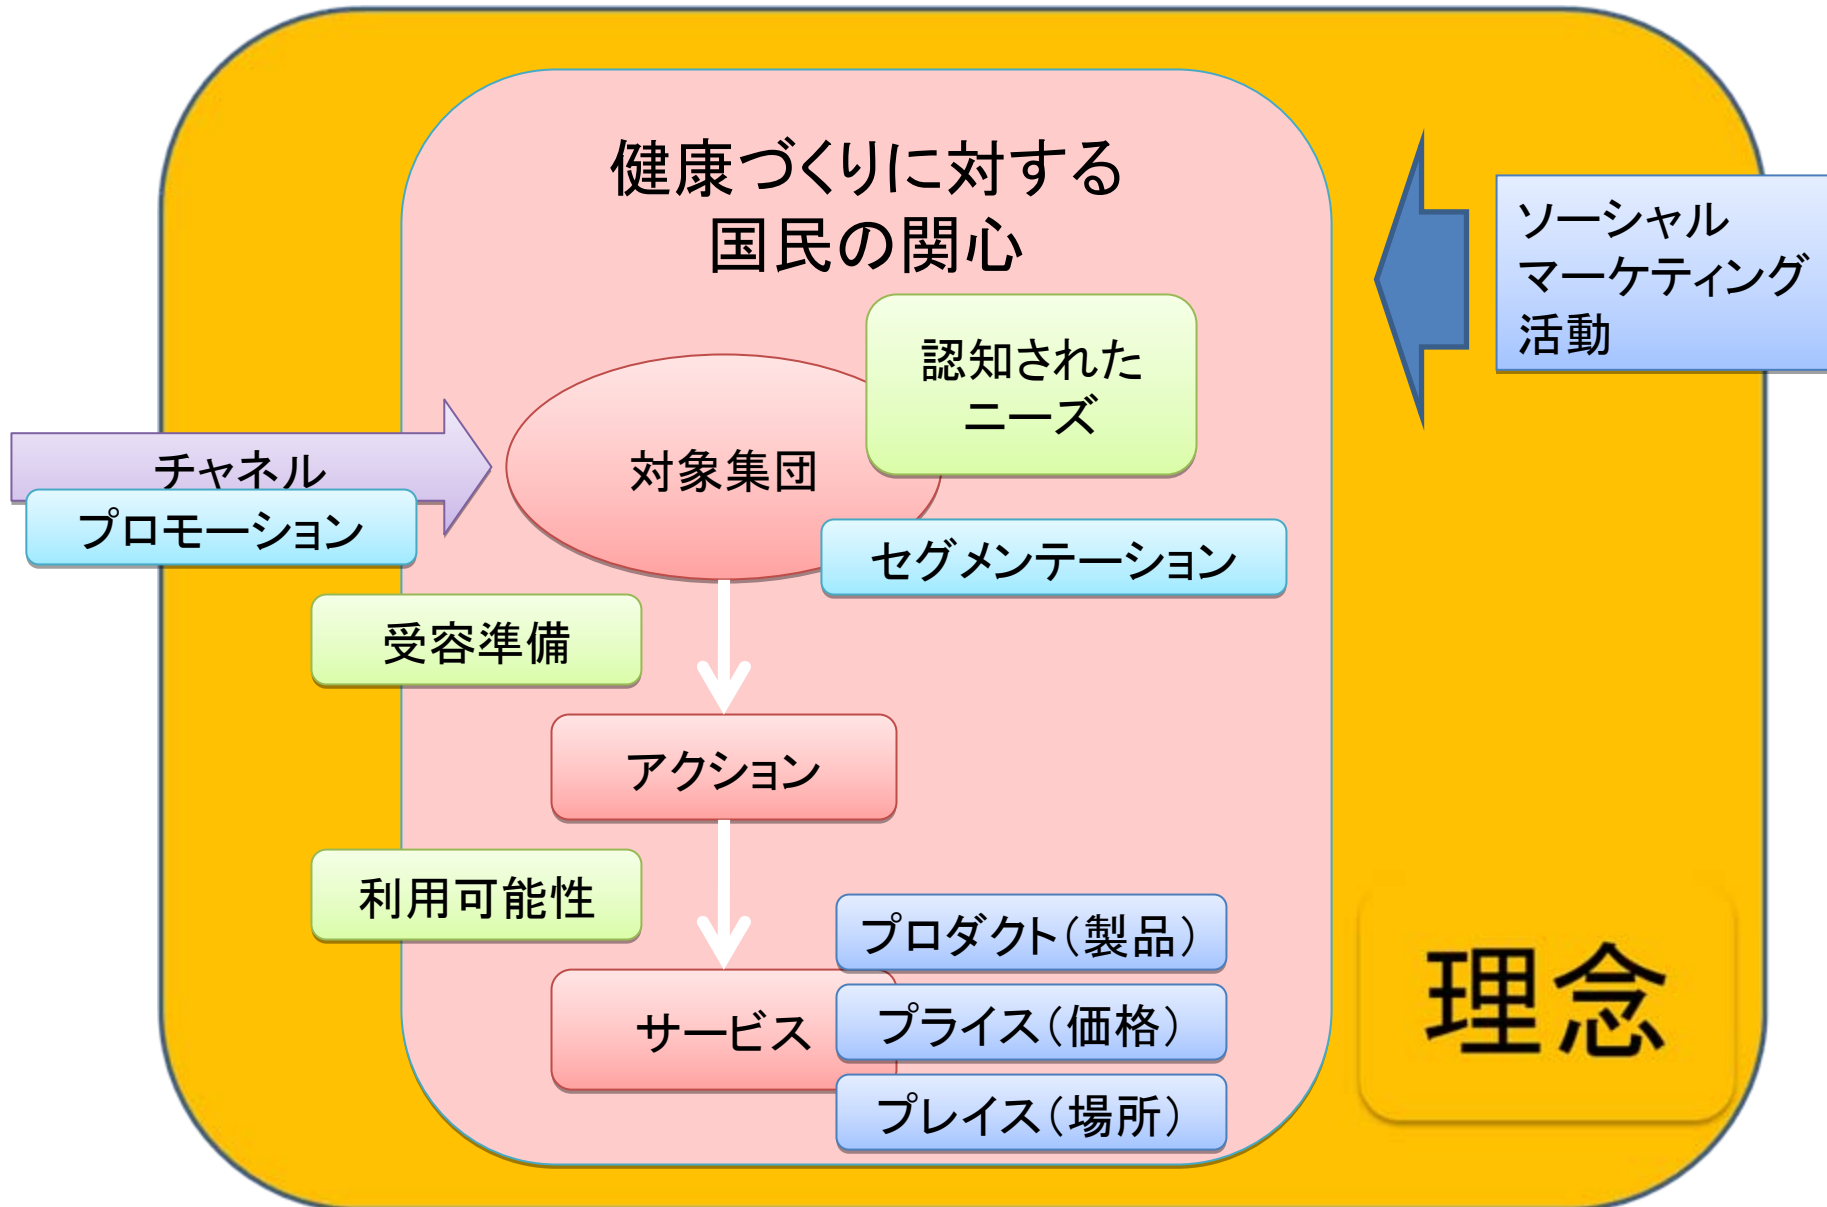 健康づくりに対する
国民の関心
ソーシャル
マーケティング
活動
認知された
ニーズ
チャネル
対象集団
プロモーション
セグメンテーション
受容準備
アクション
利用可能性
プロダクト（製品）
サービス
プライス（価格）
プレイス（場所）
理念